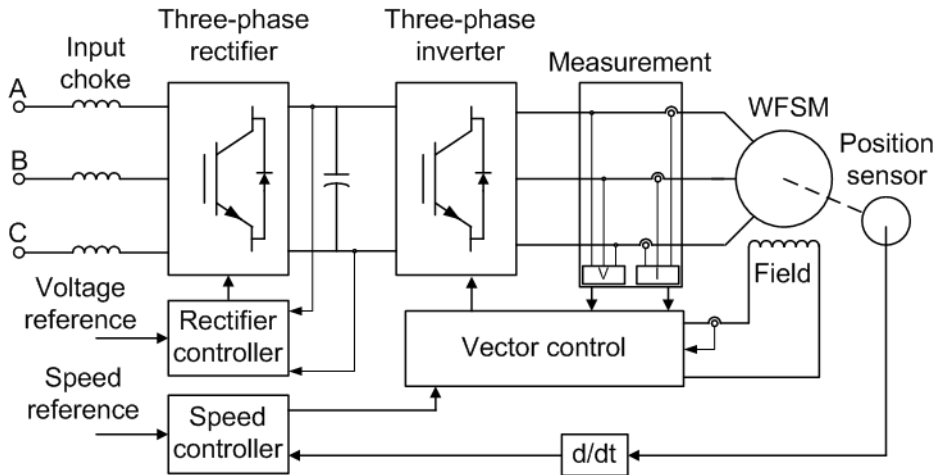 Three-phase
rectifier
Three-phase
inverter
Input
choke
Measurement
A
B
C
WFSM
Position
sensor
V
I
Field
Voltage
reference
Rectifier
controller
Vector control
Speed
reference
Speed
controller
d/dt